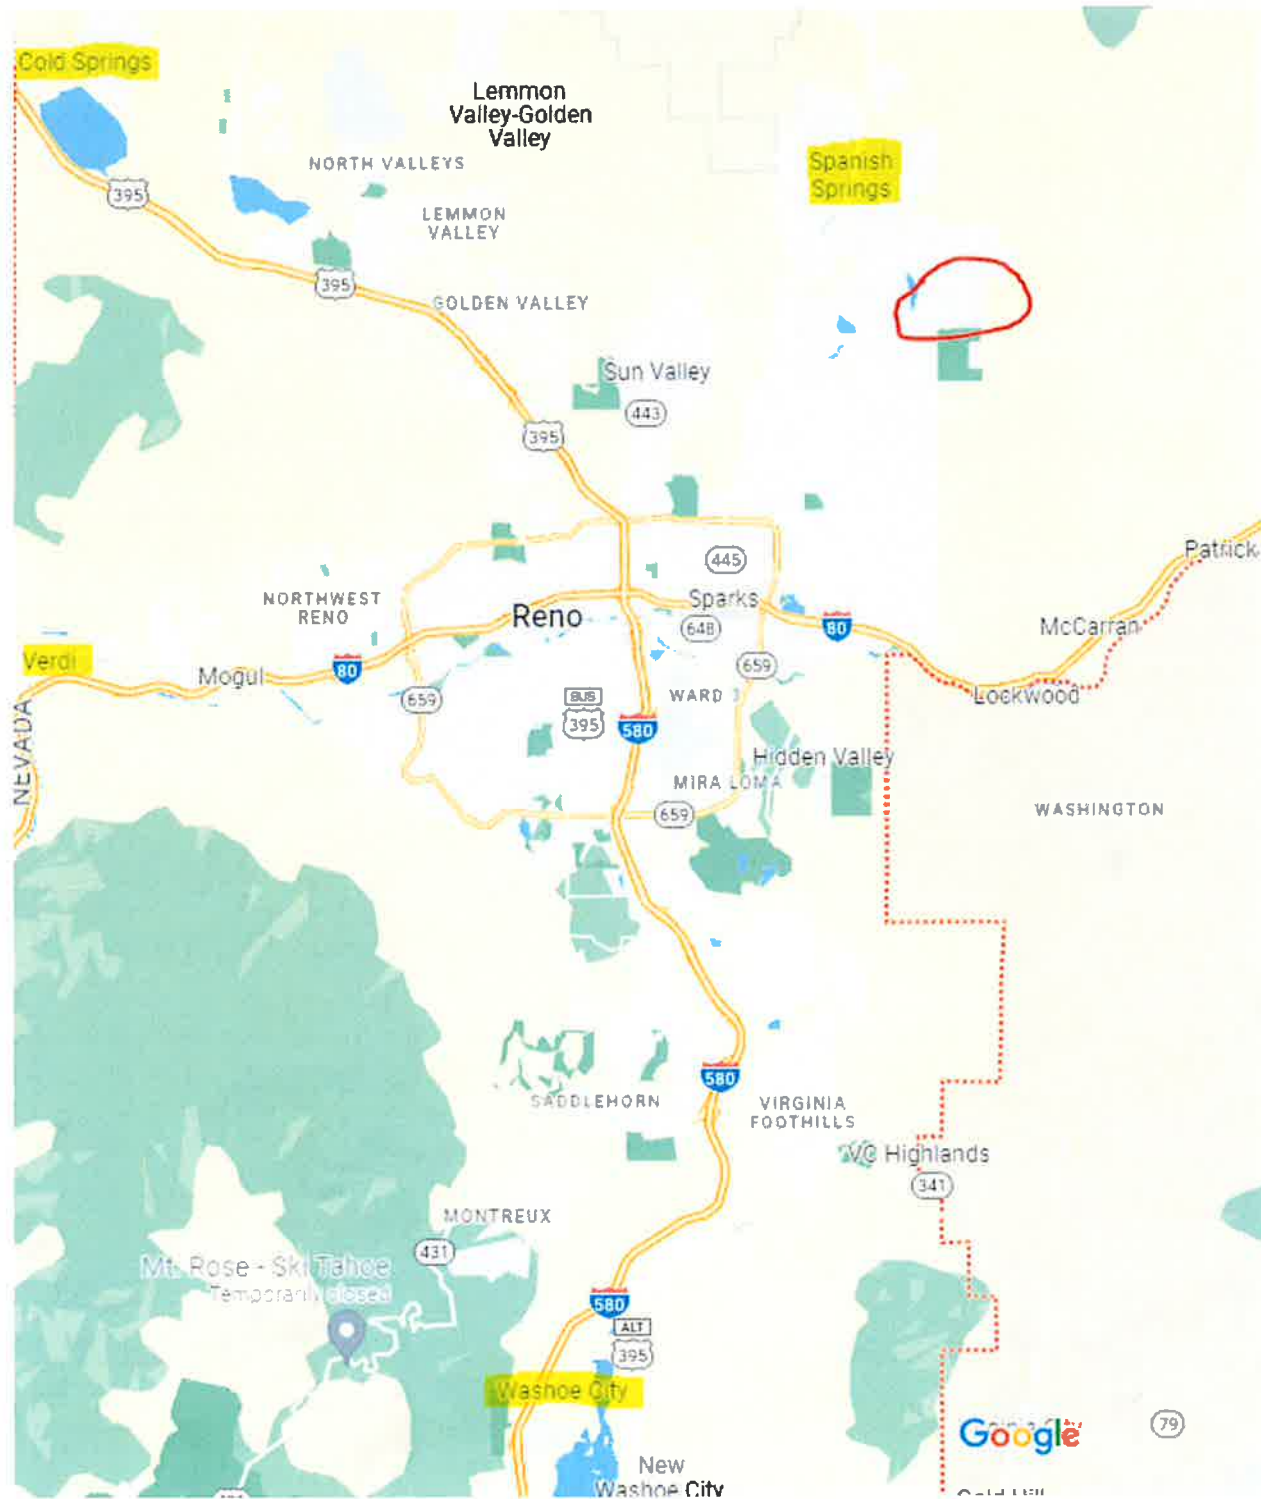 Cold Springs
Lemmon
Valley-Golden
Valley
NORTH VALLEYS
Spanish
Springs
395
LEMMON
VALLEY
395
GOLDEN VALLEY
Sun Valley
443
395
Patrick
445
NORTHWEST
RENO
Reno
Sparks
648
80
McCarran
Verdi
Mogul
80
659
659
WARD
Lockwood
BUS
395
580
NEVADA
Hidden Valley
MIRA LOMA
659
WASHINGTON
580
SADDLEHORN
VIRGINIA
FOOTHILLS
VC Highlands
341
MONTREUX
431
Mt. Rose - Ski Tahoe
Temporarily closed
580
ALT
395
Washoe City
Google
79
New
Washoe City
Gold Hill